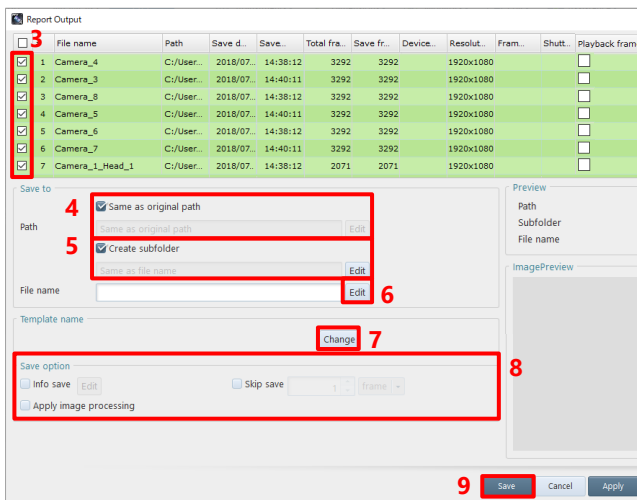 Report Output
3 File name Path Save d... Save... Total fra... Save fr... Device... Resolut... Fram... Shutt... Playback frame
1 Camera_4 C:/User... 2018/07... 14:38:12 3292 3292 1920x1080
2 Camera_3 C:/User... 2018/07... 14:40:11 3292 3292 1920x1080
3 Camera_8 C:/User... 2018/07... 14:38:12 3292 3292 1920x1080
4 Camera_5 C:/User... 2018/07... 14:40:11 3292 3292 1920x1080
5 Camera_6 C:/User... 2018/07... 14:38:12 3292 3292 1920x1080
6 Camera_7 C:/User... 2018/07... 14:40:11 3292 3292 1920x1080
7 Camera_1_Head_1 C:/User... 2018/07... 14:38:12 2071 2071 1920x1080
Save to
4 Same as original path
Path Same as original path Edit
5 Create subfolder
Same as file name Edit
File name Edit 6
Preview
Path
Subfolder
File name
ImagePreview
Template name
Change 7
Save option 8
Info save Edit Skip save 1 frame
Apply image processing
9 Save Cancel Apply